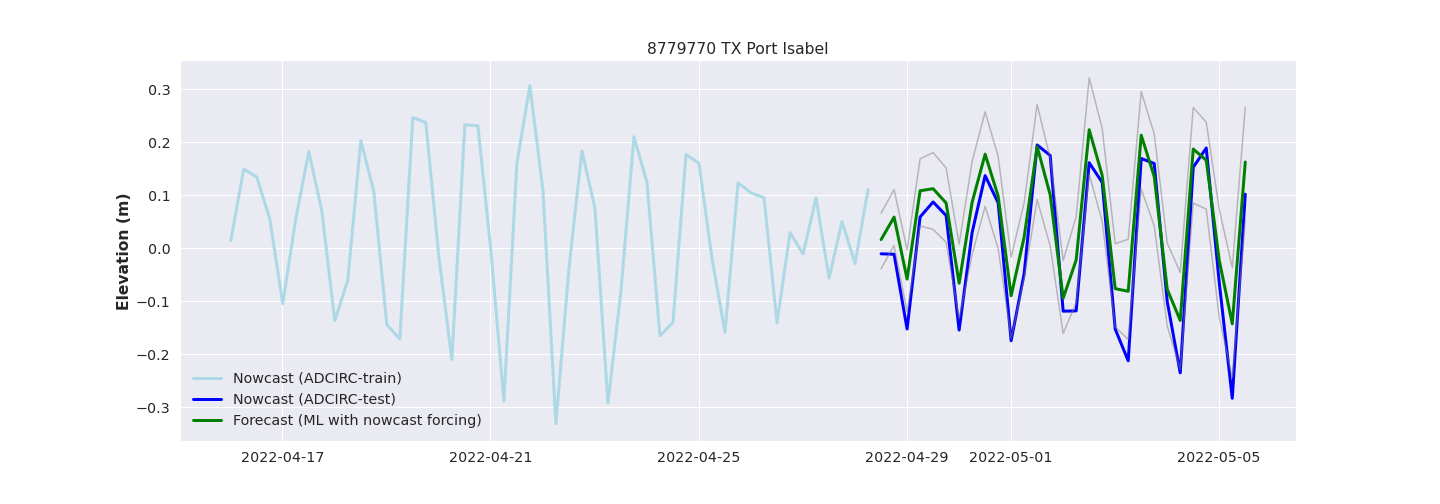 8779770 TX Port Isabel
Elevation (m)
0.3
0.2
0.1
0.0
−0.1
−0.2
−0.3
Nowcast (ADCIRC-train)
Nowcast (ADCIRC-test)
Forecast (ML with nowcast forcing)
2022-04-17 2022-04-21 2022-04-25 2022-04-29 2022-05-01 2022-05-05